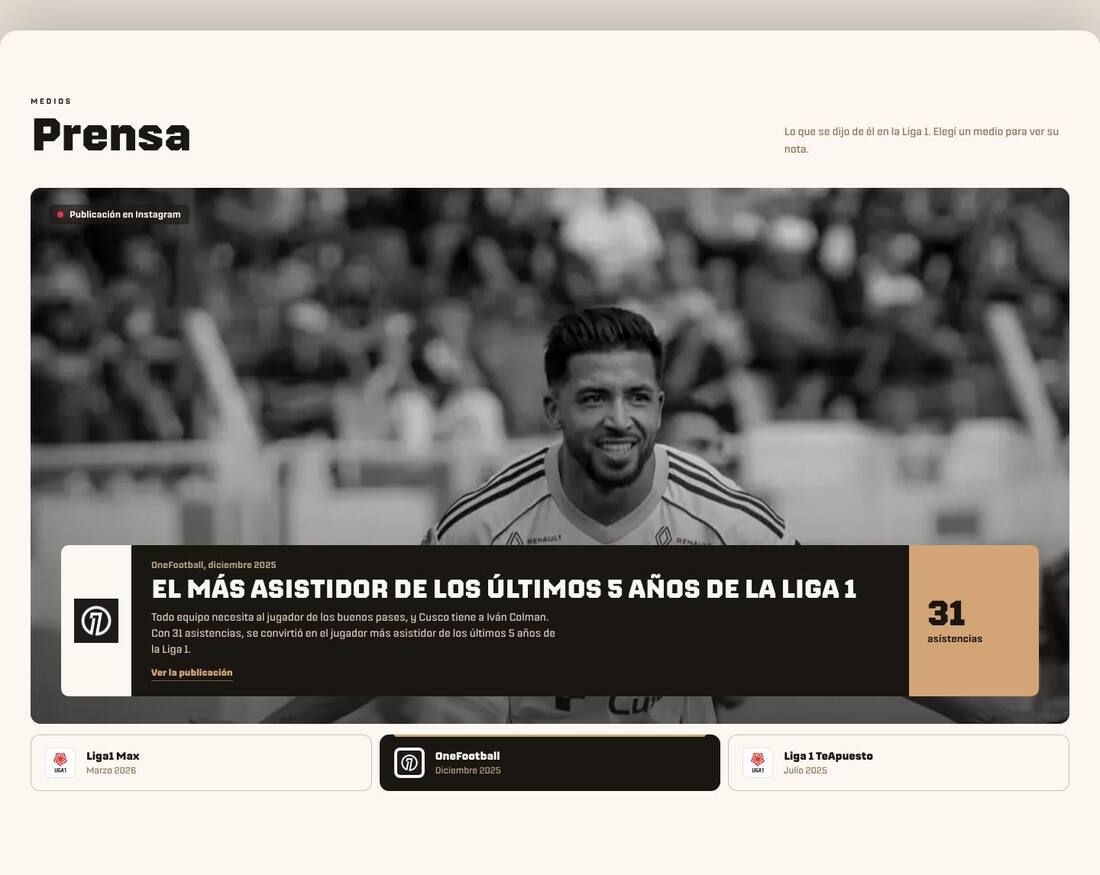 MEDIOS
Prensa
Lo que se dijo de él en la Liga 1. Elegí un medio para ver su
nota.
Publicación en Instagram
RENAULT
RENAULT
OneFootball, diciembre 2025
EL MÁS ASISTIDOR DE LOS ÚLTIMOS 5 AÑOS DE LA LIGA 1
Todo equipo necesita al jugador de los buenos pases, y Cusco tiene a Iván Colman.
Con 31 asistencias, se convirtió en el jugador más asistidor de los últimos 5 años de
la Liga 1.
Ver la publicación
31
asistencias
LIGA1
Liga1 Max
Marzo 2026
OneFootball
Diciembre 2025
LIGA1
Liga 1 TeApuesto
Julio 2025